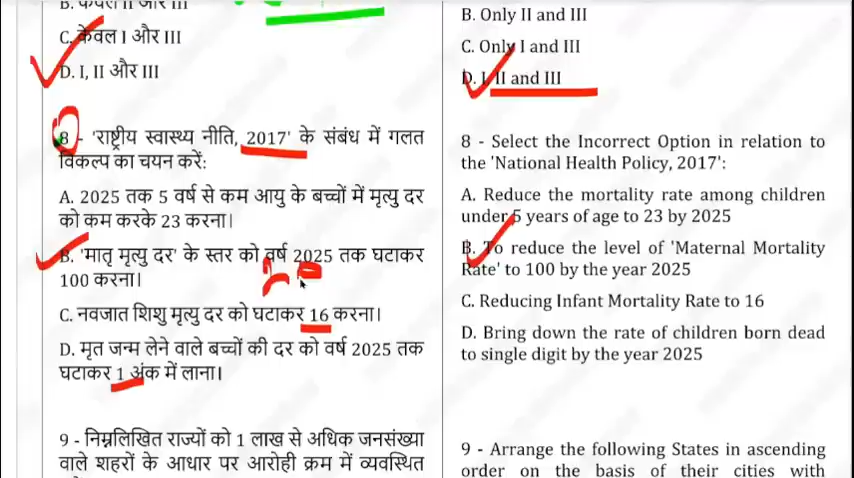 C. केवल I और III
D. I, II और III
8 - 'राष्ट्रीय स्वास्थ्य नीति, 2017' के संबंध में गलत
विकल्प का चयन करें:
A. 2025 तक 5 वर्ष से कम आयु के बच्चों में मृत्यु दर
को कम करके 23 करना।
B. 'मातृ मृत्यु दर' के स्तर को वर्ष 2025 तक घटाकर
100 करना।
20
C. नवजात शिशु मृत्यु दर को घटाकर 16 करना।
D. मृत जन्म लेने वाले बच्चों की दर को वर्ष 2025 तक
घटाकर 1 अंक में लाना।
9 - निम्नलिखित राज्यों को 1 लाख से अधिक जनसंख्या
वाले शहरों के आधार पर आरोही क्रम में व्यवस्थित
B. Only II and III
C. Only I and III
D. I, II and III
8 - Select the Incorrect Option in relation to
the 'National Health Policy, 2017':
A. Reduce the mortality rate among children
under 5 years of age to 23 by 2025
B. To reduce the level of 'Maternal Mortality
Rate' to 100 by the year 2025
C. Reducing Infant Mortality Rate to 16
D. Bring down the rate of children born dead
to single digit by the year 2025
9 - Arrange the following States in ascending
order on the basis of their cities with